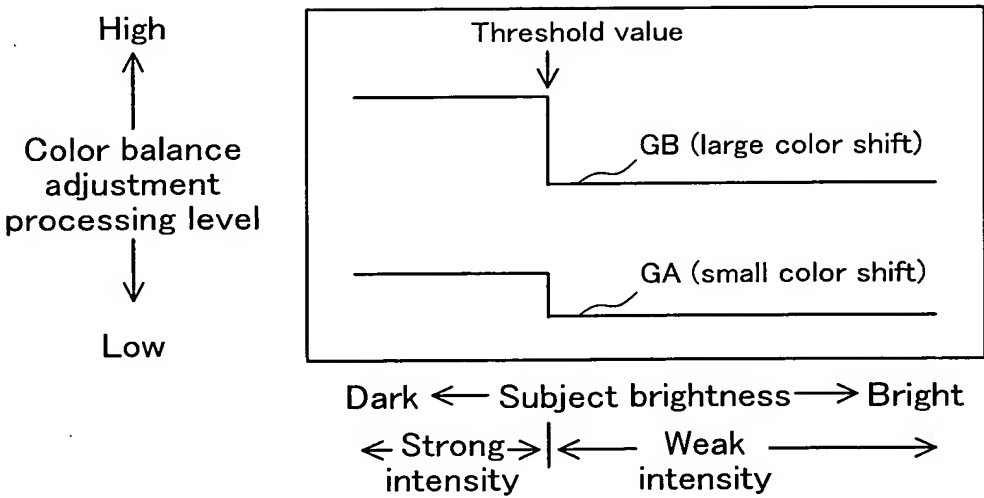 High
Color balance
adjustment
processing level
Low
Threshold value
GB (large color shift)
GA (small color shift)
Dark Subject brightness Bright
Strong
intensity
Weak
intensity